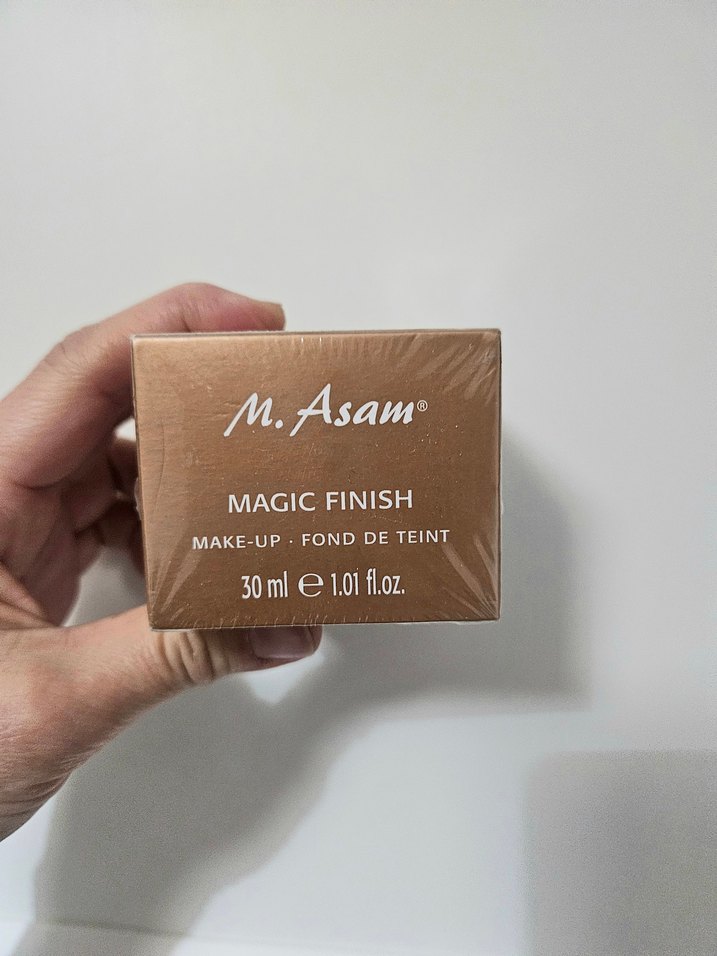 M. Asam®
MAGIC FINISH
MAKE-UP · FOND DE TEINT
30 ml ℮ 1.01 fl.oz.